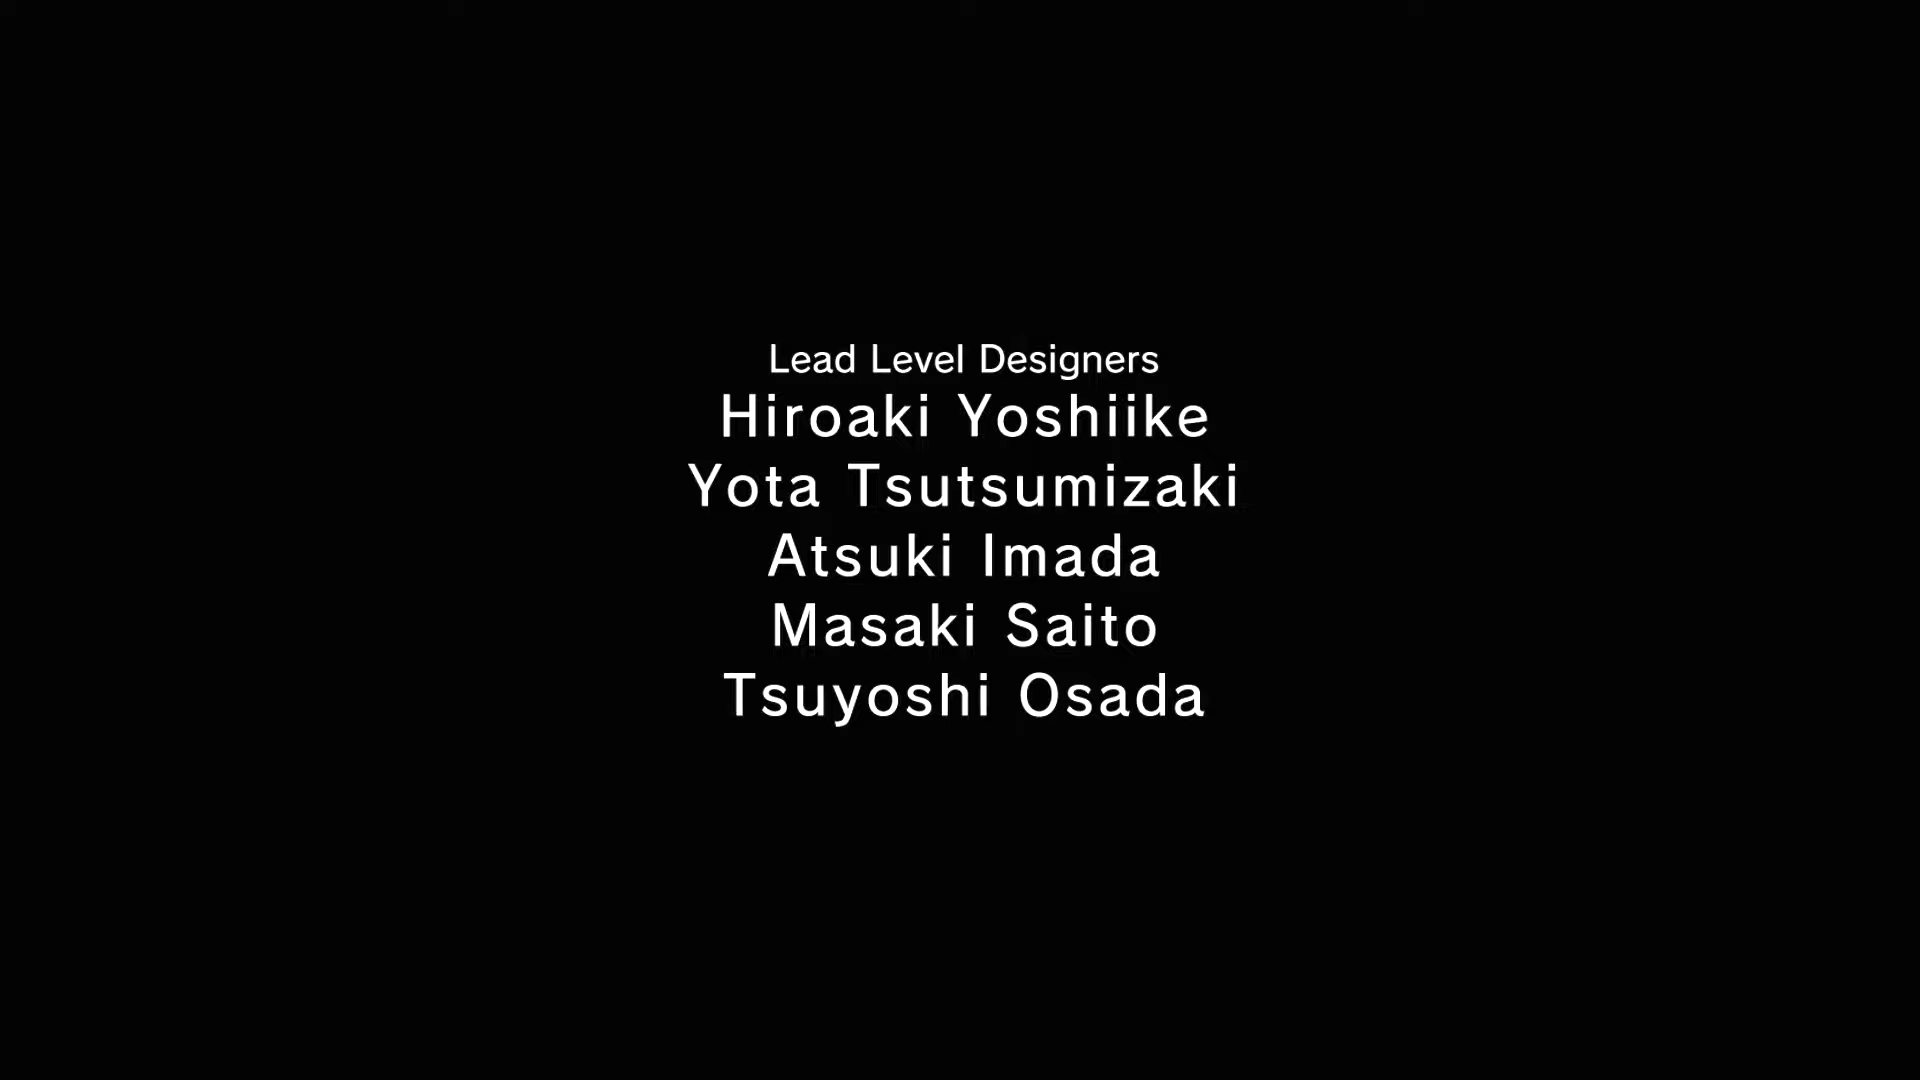 Lead Level Designers
Hiroaki Yoshiike
Yota Tsutsumizaki
Atsuki Imada
Masaki Saito
Tsuyoshi Osada